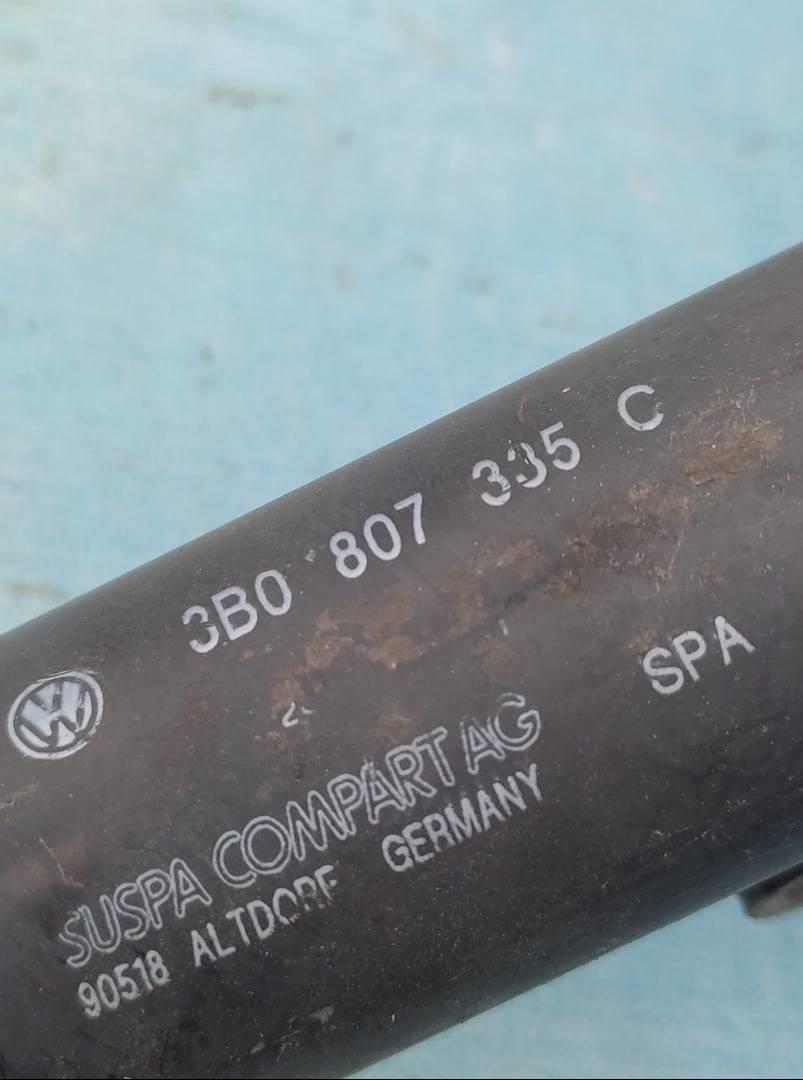 3B0 807 335 C
SPA
SUSPA COMPART AG
90518 ALTDORF GERMANY